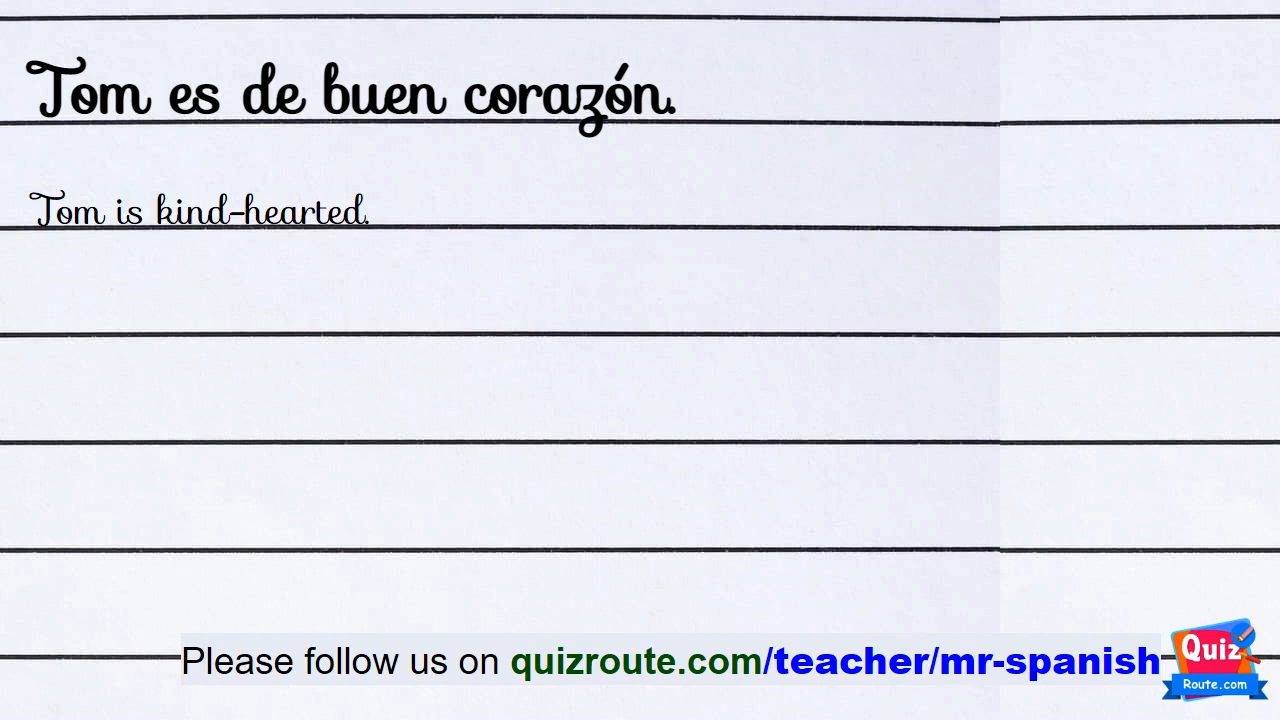 Tom es de buen corazón.
Tom is kind-hearted.
Please follow us on quizroute.com/teacher/mr-spanish
Quiz
Route.com